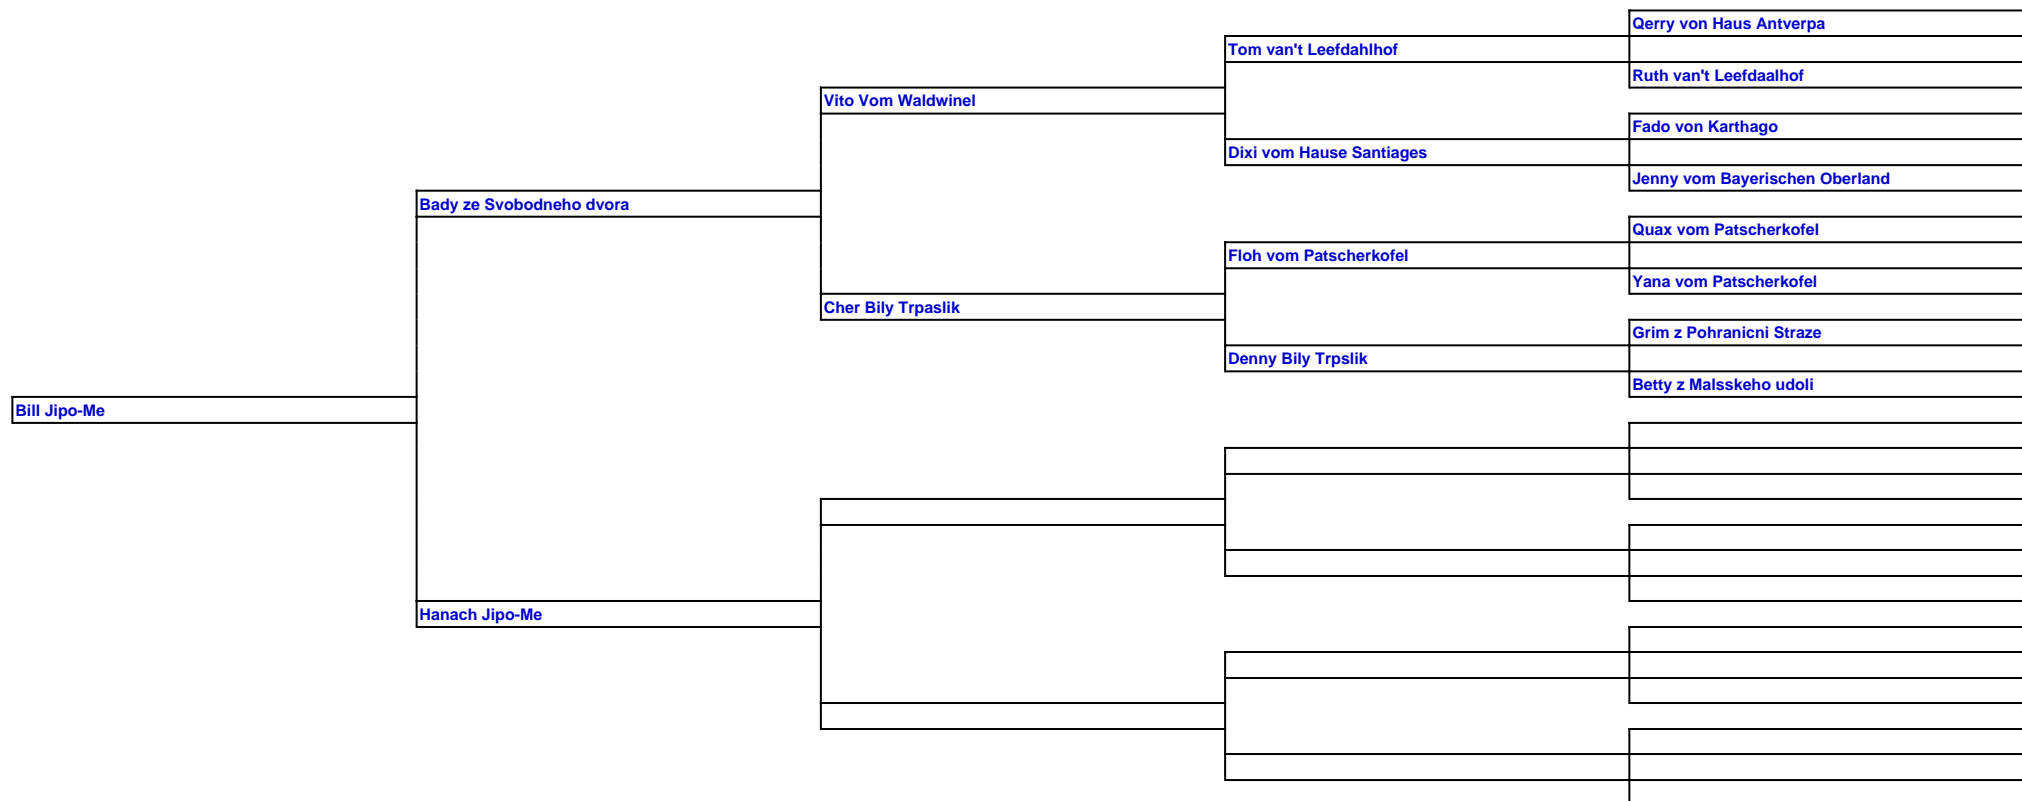 Qerry von Haus Antverpa
Tom van't Leefdahlhof
Ruth van't Leefdaalhof
Vito Vom Waldwinel
Fado von Karthago
Dixi vom Hause Santiages
Jenny vom Bayerischen Oberland
Bady ze Svobodneho dvora
Quax vom Patscherkofel
Floh vom Patscherkofel
Yana vom Patscherkofel
Cher Bily Trpaslik
Grim z Pohranicni Straze
Denny Bily Trpslik
Betty z Malsskeho udoli
Bill Jipo-Me
Hanach Jipo-Me